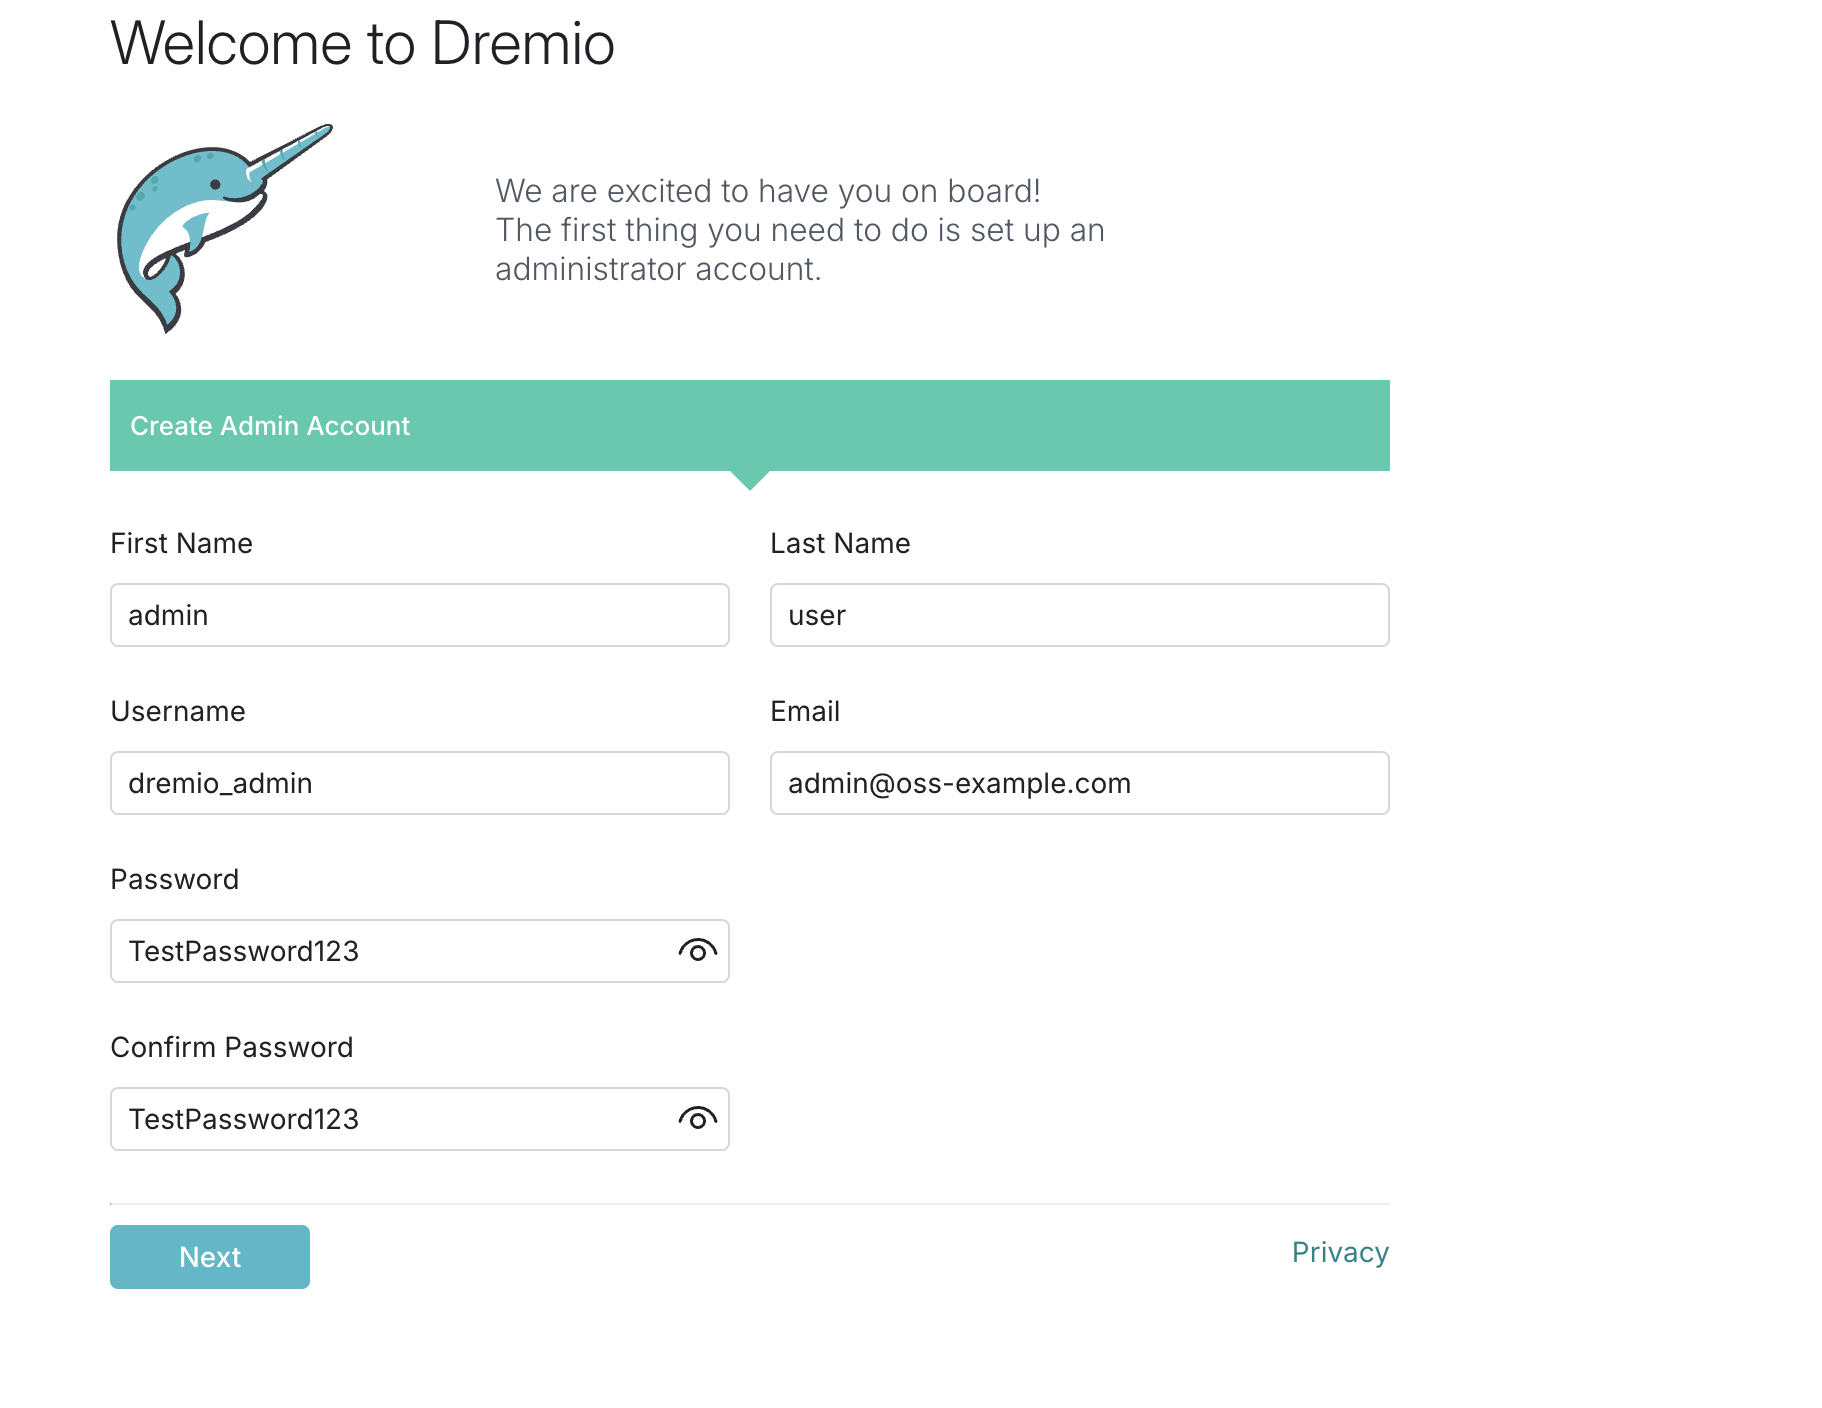 Welcome to Dremio
We are excited to have you on board!
The first thing you need to do is set up an
administrator account.
Create Admin Account
First Name
Last Name
admin
user
Username
Email
dremio_admin
admin@oss-example.com
Password
TestPassword123
Confirm Password
TestPassword123
Next
Privacy